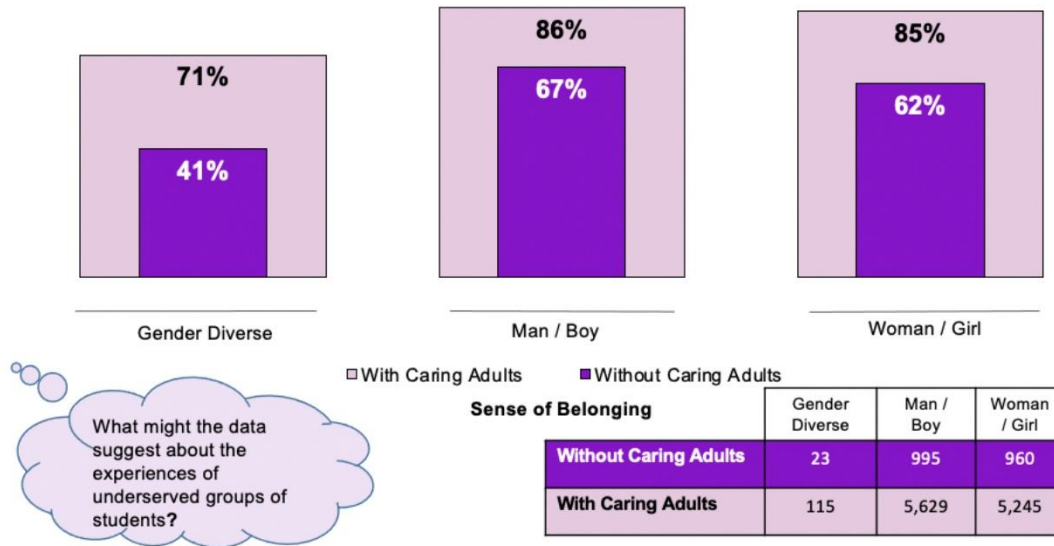 71%
41%
86%
67%
85%
62%
Gender Diverse
Man / Boy
Woman / Girl
With Caring Adults
Without Caring Adults
What might the data
suggest about the
experiences of
underserved groups of
students?
Sense of Belonging
Gender
Diverse
Man /
Boy
Woman
/ Girl
Without Caring Adults 23 995 960
With Caring Adults 115 5,629 5,245